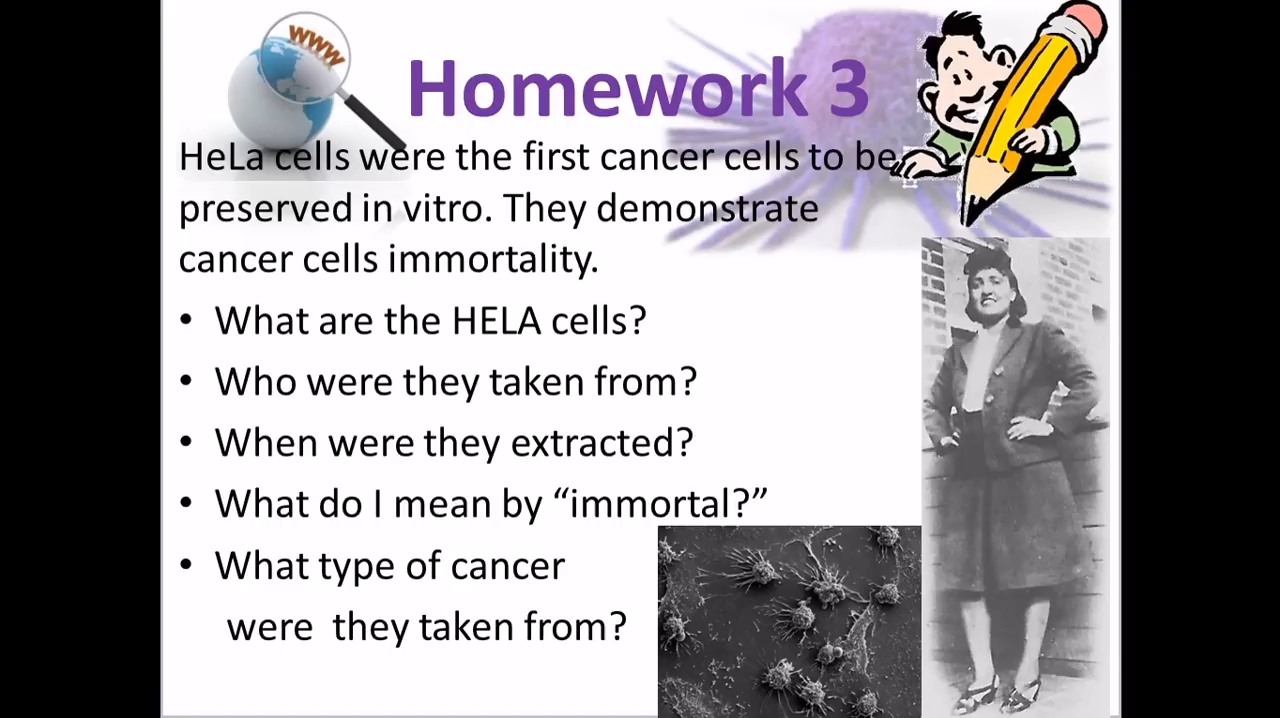 www
Homework 3
HeLa cells were the first cancer cells to be
preserved in vitro. They demonstrate
cancer cells immortality.
• What are the HELA cells?
• Who were they taken from?
• When were they extracted?
• What do I mean by “immortal?”
• What type of cancer
were they taken from?